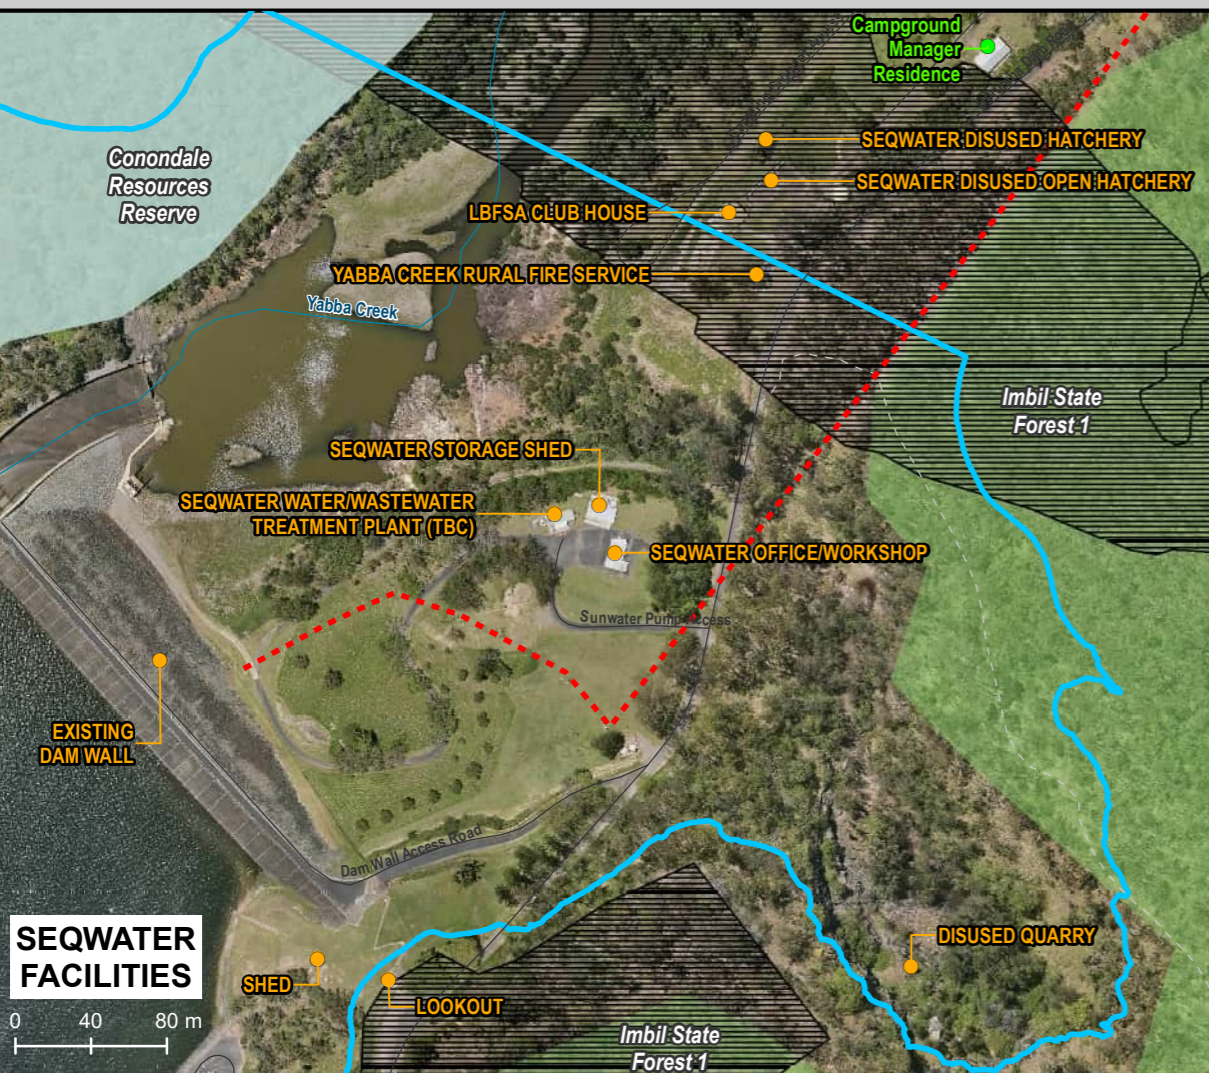 Campground
Manager
Residence
SEQWATER DISUSED HATCHERY
Conondale
Resources
Reserve
SEQWATER DISUSED OPEN HATCHERY
LBFSA CLUB HOUSE
YABBA CREEK RURAL FIRE SERVICE
Yabba Creek
Imbil State
Forest 1
SEQWATER STORAGE SHED
SEQWATER WATER/WASTEWATER
TREATMENT PLANT (TBC)
SEQWATER OFFICE/WORKSHOP
Sunwater Pump Access
EXISTING
DAM WALL
Dam Wall Access Road
SEQWATER
FACILITIES
DISUSED QUARRY
SHED
LOOKOUT
0 40 80 m
Imbil State
Forest 1